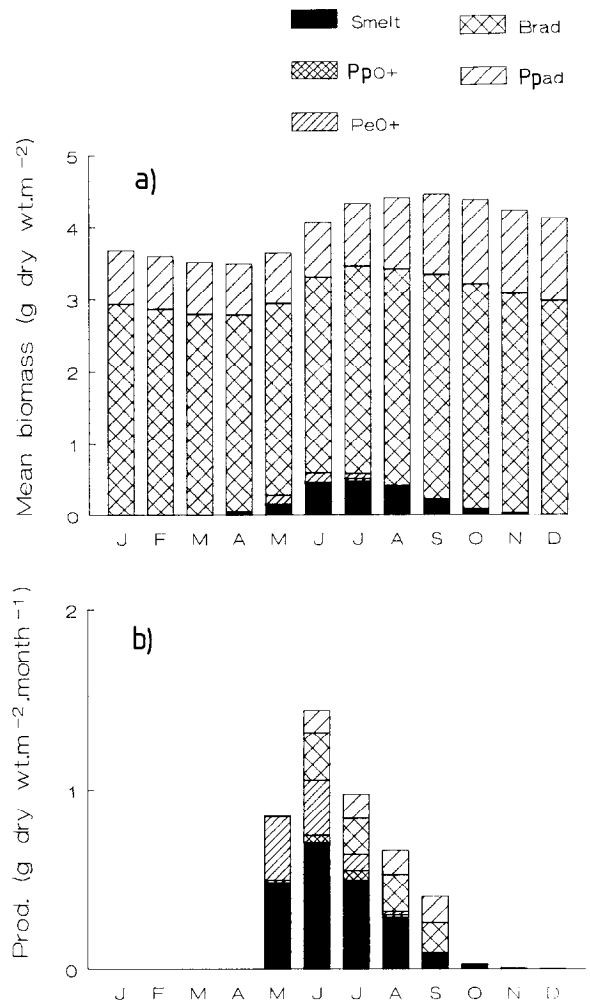 Smelt Brad
Pp0+ Ppad
Pe0+
Mean biomass (g dry wt.m⁻²)
a)
5
4
3
2
1
0
J F M A M J J A S O N D
Prod. (g dry wt.m⁻².month⁻¹)
b)
2
1
0
J F M A M J J A S O N D